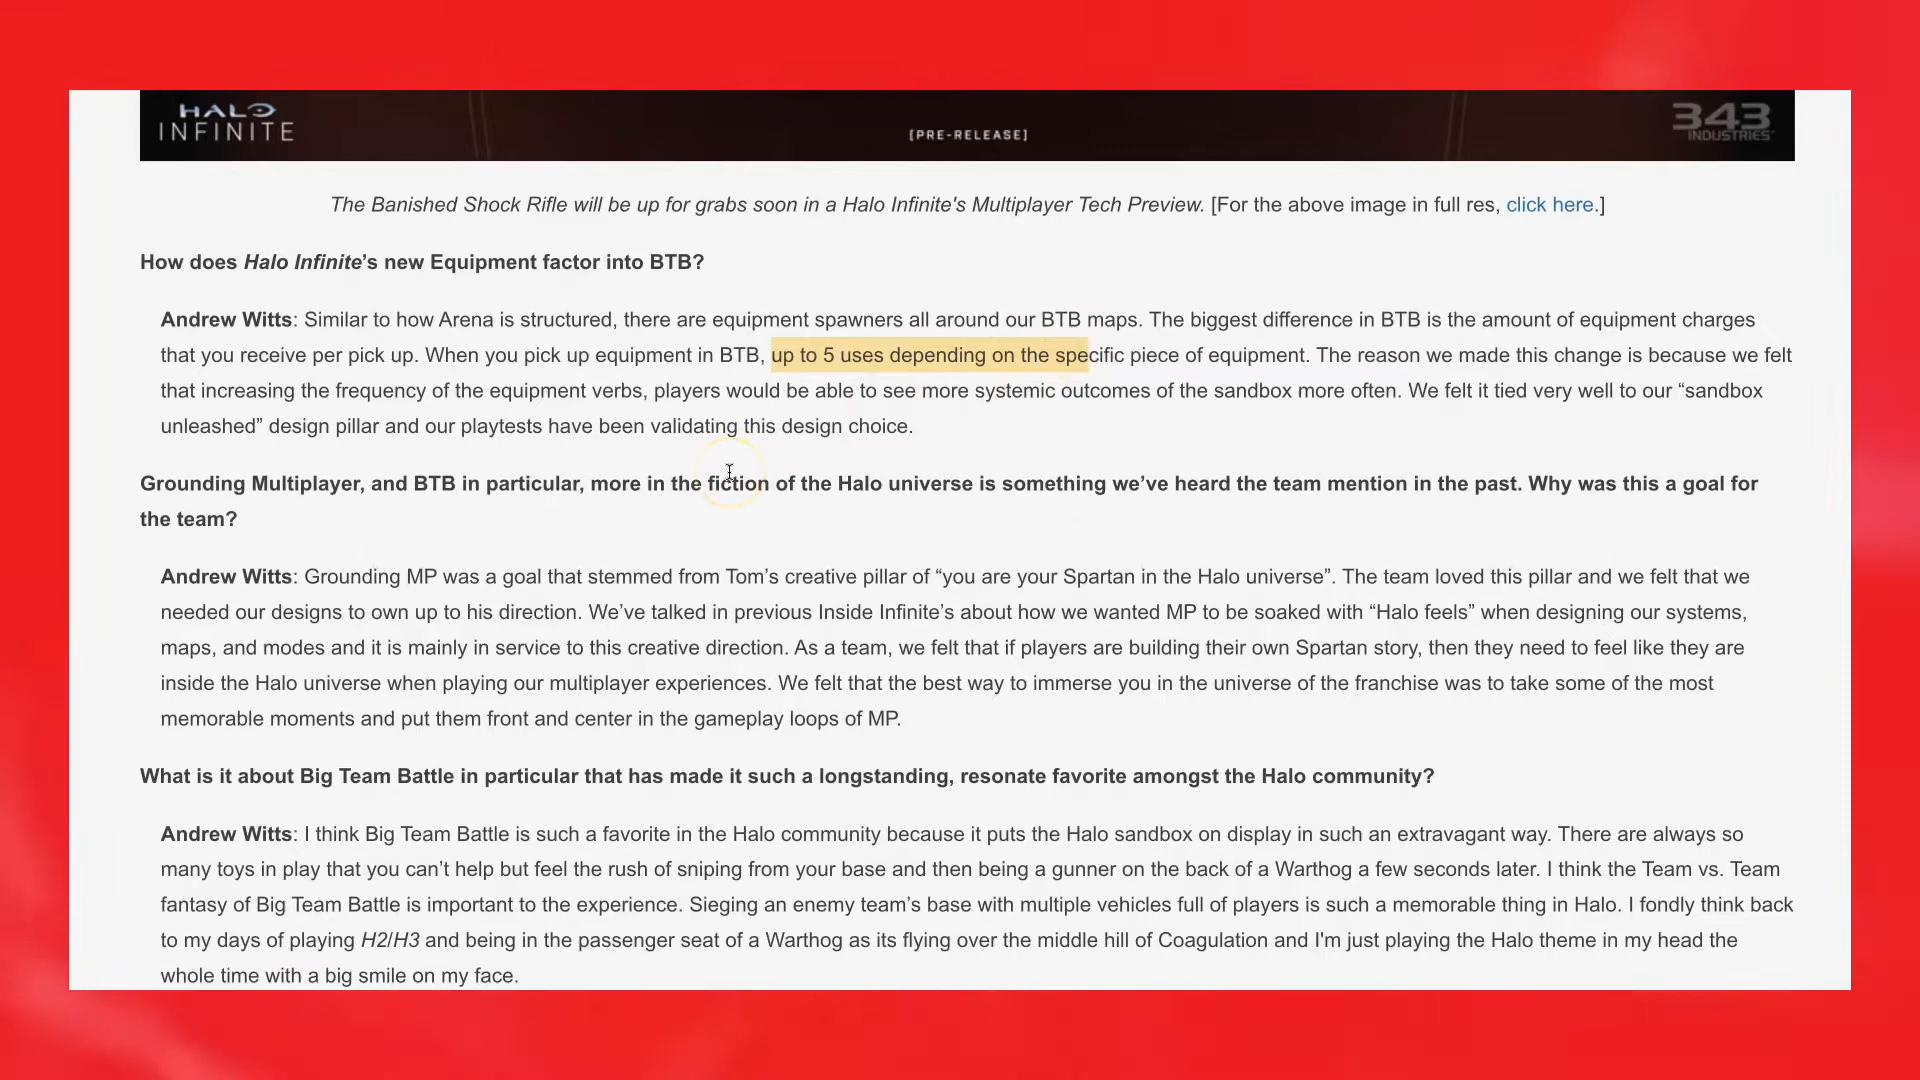 HALO
INFINITE
[PRE-RELEASE]
343
INDUSTRIES
The Banished Shock Rifle will be up for grabs soon in a Halo Infinite's Multiplayer Tech Preview. [For the above image in full res, click here.]
How does Halo Infinite’s new Equipment factor into BTB?
Andrew Witts: Similar to how Arena is structured, there are equipment spawners all around our BTB maps. The biggest difference in BTB is the amount of equipment charges
that you receive per pick up. When you pick up equipment in BTB, up to 5 uses depending on the specific piece of equipment. The reason we made this change is because we felt
that increasing the frequency of the equipment verbs, players would be able to see more systemic outcomes of the sandbox more often. We felt it tied very well to our “sandbox
unleashed” design pillar and our playtests have been validating this design choice.
Grounding Multiplayer, and BTB in particular, more in the fiction of the Halo universe is something we’ve heard the team mention in the past. Why was this a goal for
the team?
Andrew Witts: Grounding MP was a goal that stemmed from Tom’s creative pillar of “you are your Spartan in the Halo universe”. The team loved this pillar and we felt that we
needed our designs to own up to his direction. We’ve talked in previous Inside Infinite’s about how we wanted MP to be soaked with “Halo feels” when designing our systems,
maps, and modes and it is mainly in service to this creative direction. As a team, we felt that if players are building their own Spartan story, then they need to feel like they are
inside the Halo universe when playing our multiplayer experiences. We felt that the best way to immerse you in the universe of the franchise was to take some of the most
memorable moments and put them front and center in the gameplay loops of MP.
What is it about Big Team Battle in particular that has made it such a longstanding, resonate favorite amongst the Halo community?
Andrew Witts: I think Big Team Battle is such a favorite in the Halo community because it puts the Halo sandbox on display in such an extravagant way. There are always so
many toys in play that you can’t help but feel the rush of sniping from your base and then being a gunner on the back of a Warthog a few seconds later. I think the Team vs. Team
fantasy of Big Team Battle is important to the experience. Sieging an enemy team’s base with multiple vehicles full of players is such a memorable thing in Halo. I fondly think back
to my days of playing H2/H3 and being in the passenger seat of a Warthog as its flying over the middle hill of Coagulation and I'm just playing the Halo theme in my head the
whole time with a big smile on my face.